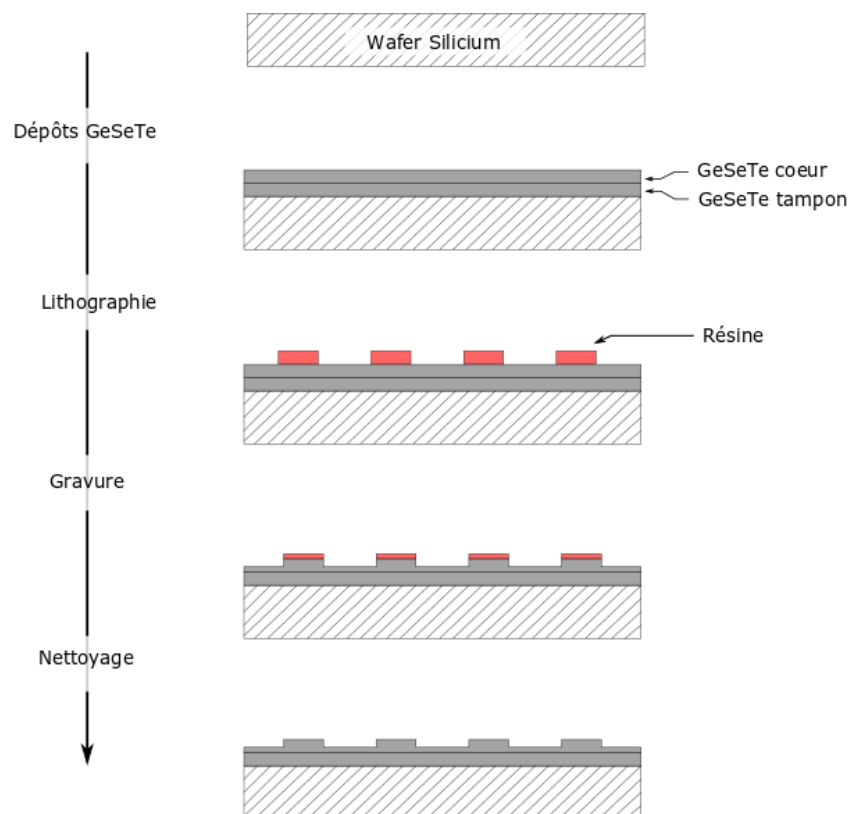 Wafer Silicium
Dépôts GeSeTe
GeSeTe coeur
GeSeTe tampon
Lithographie
Résine
Gravure
Nettoyage